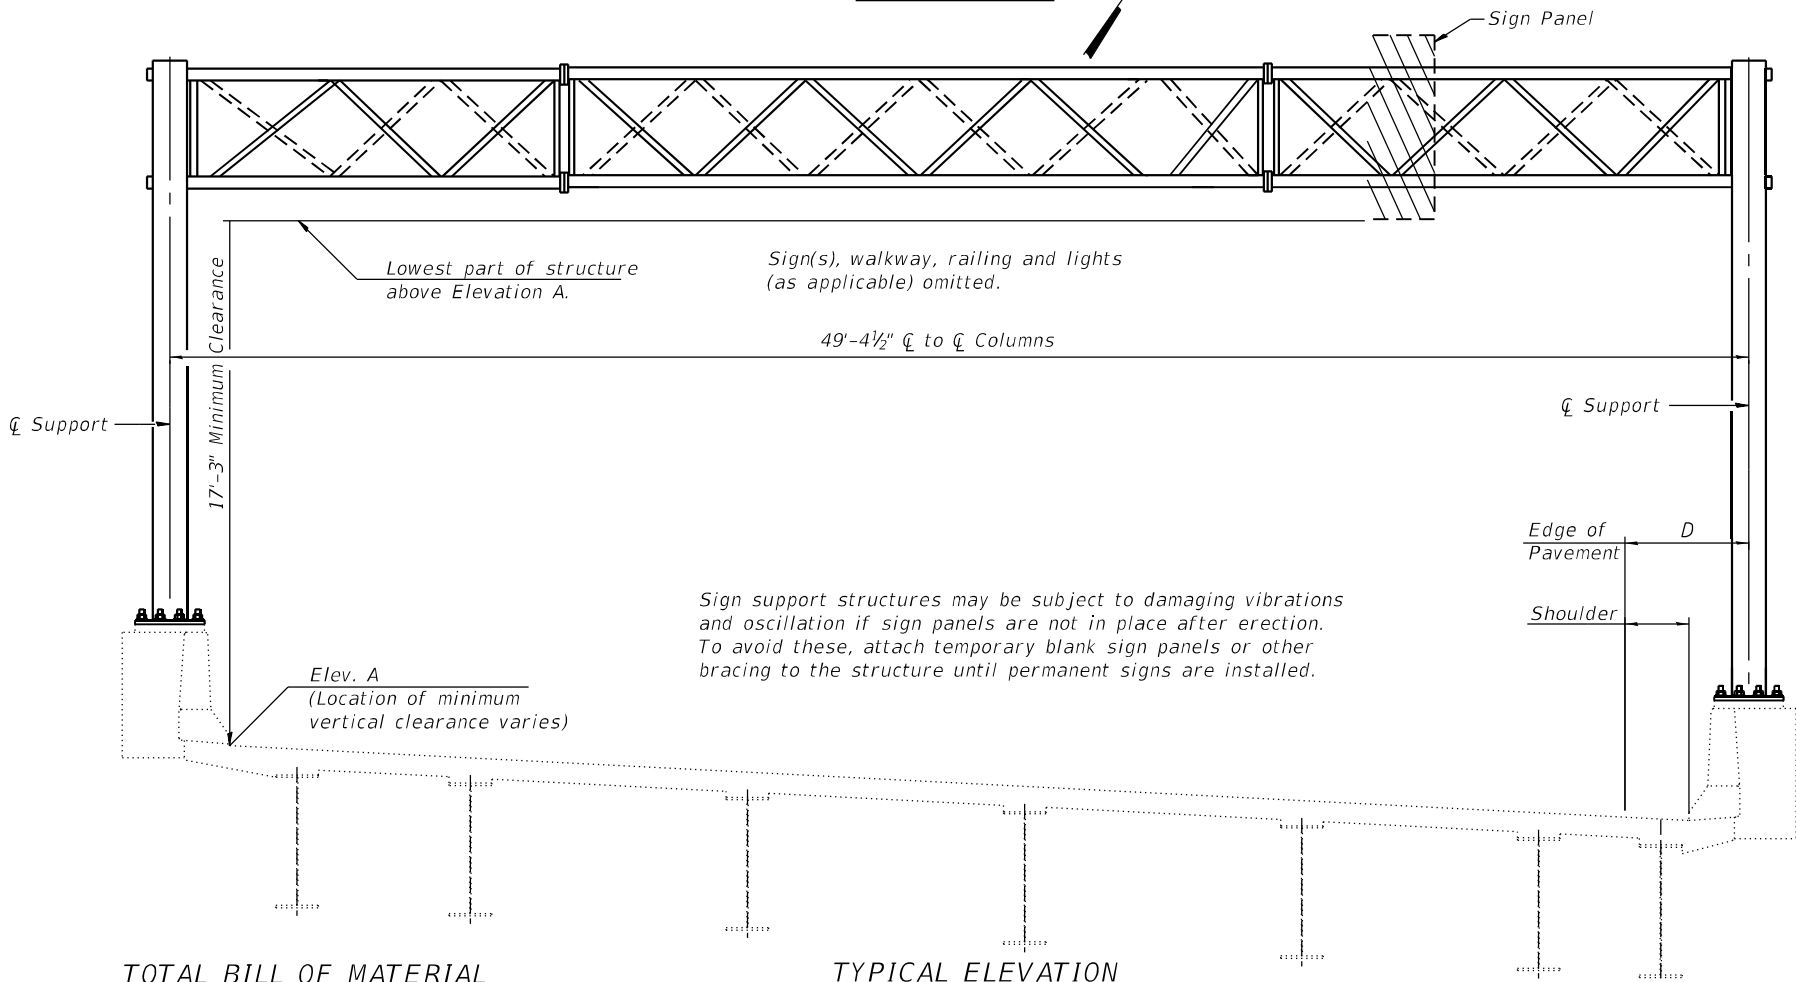 Sign Panel
Lowest part of structure
above Elevation A.
Sign(s), walkway, railing and lights
(as applicable) omitted.
17'-3" Minimum Clearance
49'-4½" ℄ to ℄ Columns
℄ Support
℄ Support
Edge of
Pavement
D
Shoulder
Sign support structures may be subject to damaging vibrations
and oscillation if sign panels are not in place after erection.
To avoid these, attach temporary blank sign panels or other
bracing to the structure until permanent signs are installed.
Elev. A
(Location of minimum
vertical clearance varies)
TOTAL BILL OF MATERIAL
TYPICAL ELEVATION